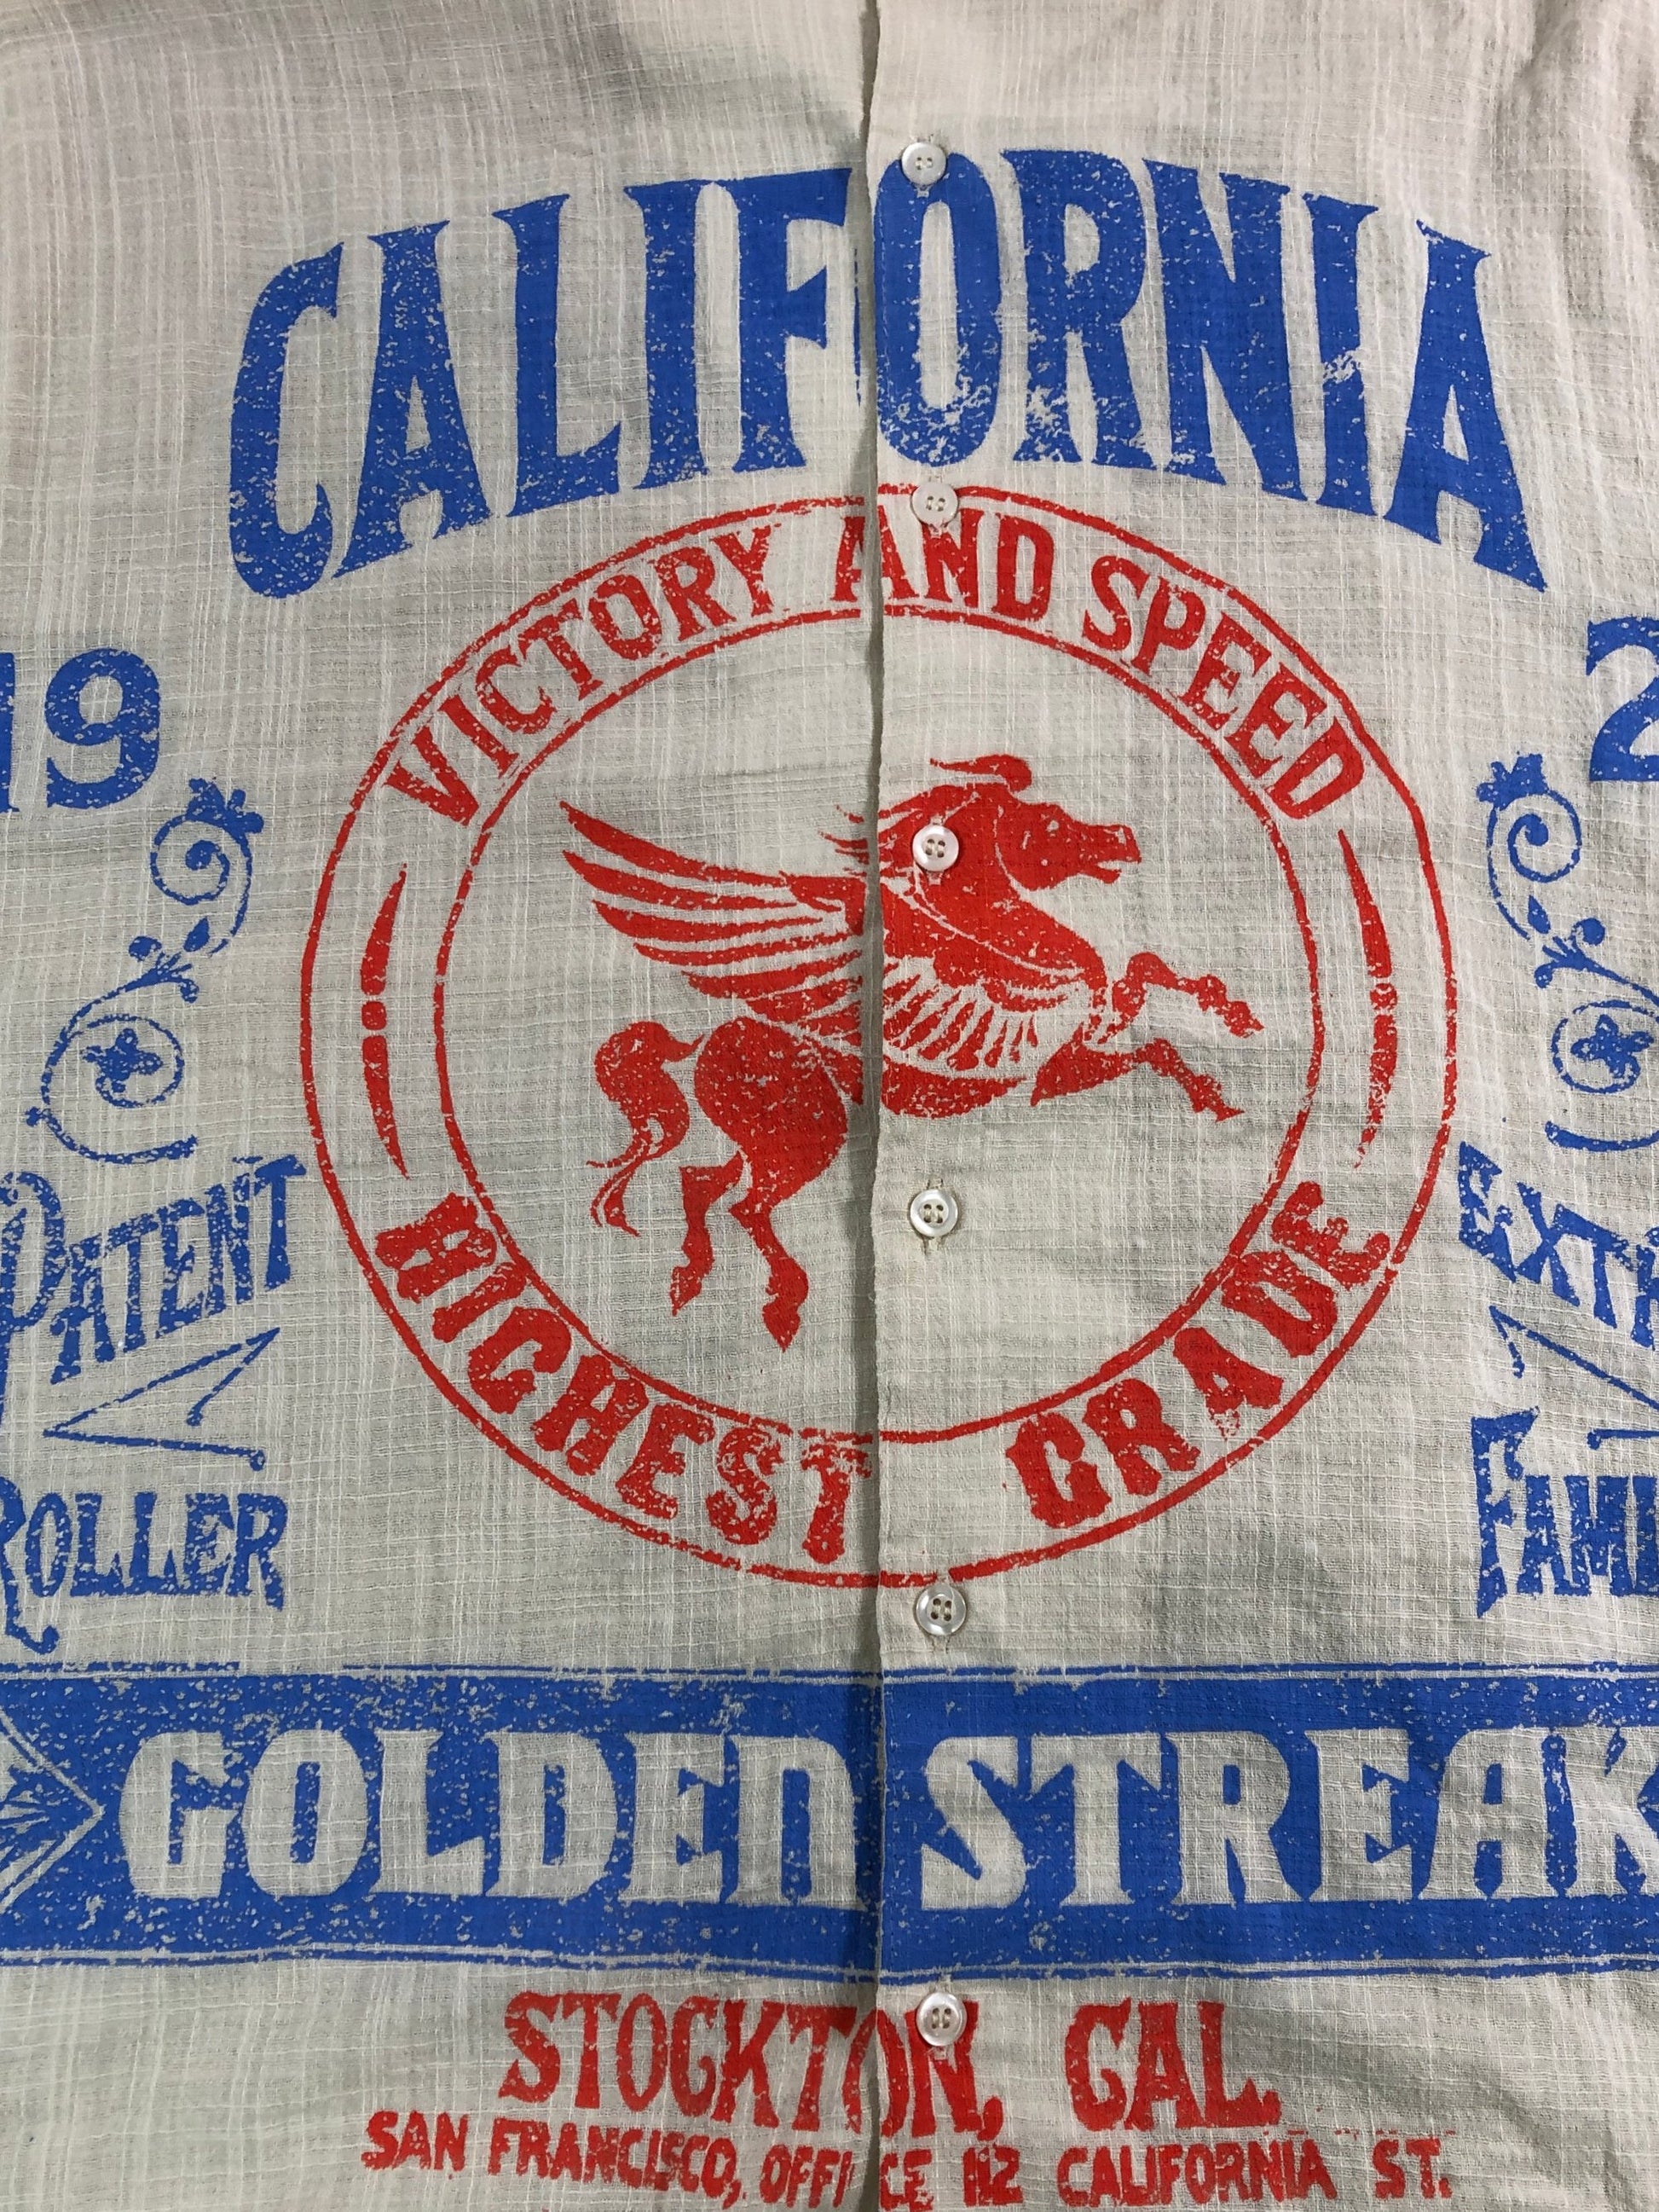 CALIFORNIA
VICTORY AND SPEED
19
2
PATENT
ROLLER
HIGHEST GRADE
GOLDEN STREAK
STOCKTON, CAL.
SAN FRANCISCO, OFFICE 112 CALIFORNIA ST.